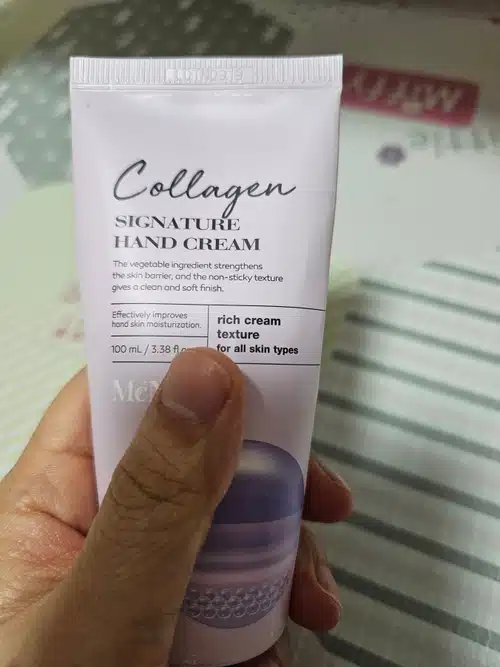 Collagen
SIGNATURE
HAND CREAM
The vegetable ingredient strengthens
the skin barrier, and the non-sticky texture
gives a clean and soft finish.
Effectively improves
hand skin moisturization.
rich cream
texture
for all skin types
100 mL / 3.38 fl